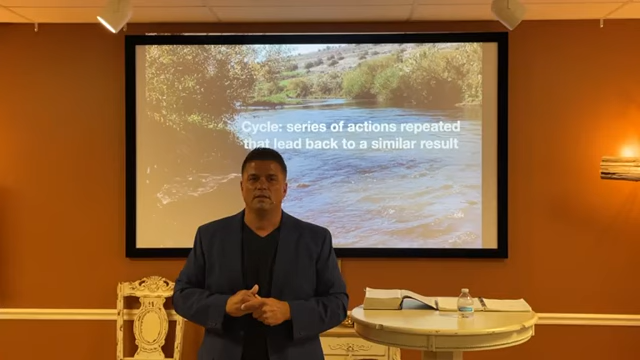 Cycle: series of actions repeated
that lead back to a similar result